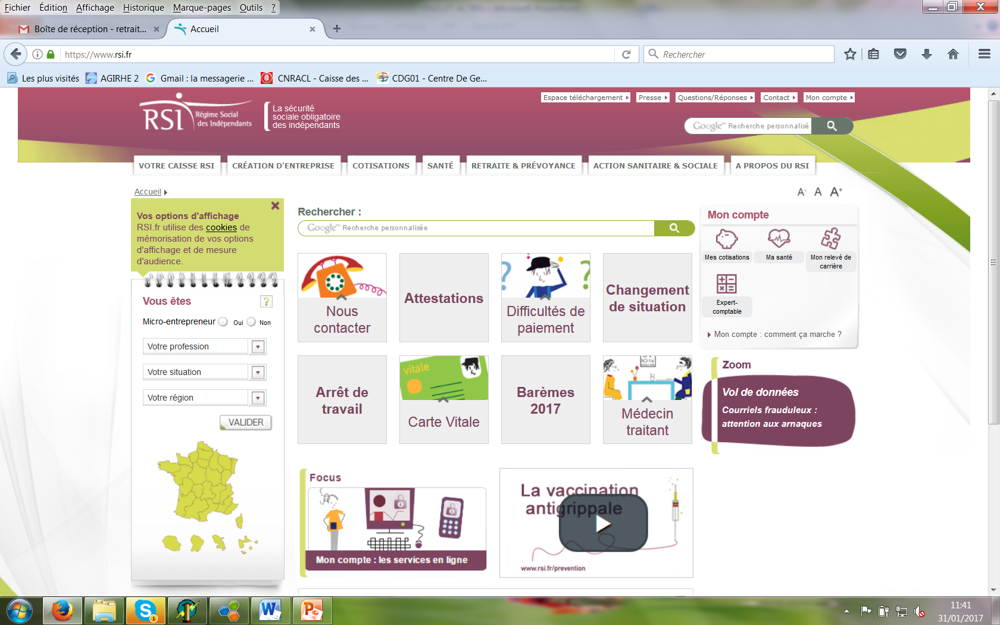 Fichier Édition Affichage Historique Marque-pages Outils ?
Boîte de réception - retrait... Accueil
https://www.rsi.fr Rechercher
Les plus visités AGIRHE 2 Gmail : la messagerie ... CNRACL - Caisse des ... CDG01 - Centre De Ge...
Espace téléchargement Presse Questions/Réponses Contact Mon compte
RSI Régime Social
des Indépendants
La sécurité
sociale obligatoire
des indépendants
Google™ Recherche personnalisé
VOTRE CAISSE RSI CRÉATION D'ENTREPRISE COTISATIONS SANTÉ RETRAITE & PRÉVOYANCE ACTION SANITAIRE & SOCIALE A PROPOS DU RSI
Accueil
A- A A+
Vos options d'affichage
RSI.fr utilise des cookies de
mémorisation de vos options
d'affichage et de mesure
d'audience.
Vous êtes ?
Micro-entrepreneur Oui Non
Votre profession
Votre situation
Votre région
VALIDER
Rechercher :
Google™ Recherche personnalisée
Nous
contacter
Attestations
Difficultés de
paiement
Changement
de situation
Arrêt de
travail
vitale
Carte Vitale
Barèmes
2017
Médecin
traitant
Mon compte
Mes cotisations Ma santé Mon relevé de
carrière
Expert-
comptable
Mon compte : comment ça marche ?
Zoom
Vol de données
Courriels frauduleux :
attention aux arnaques
Focus
Mon compte : les services en ligne
La vaccination
antigrippale
www.rsi.fr/prevention
1
11:41
31/01/2017